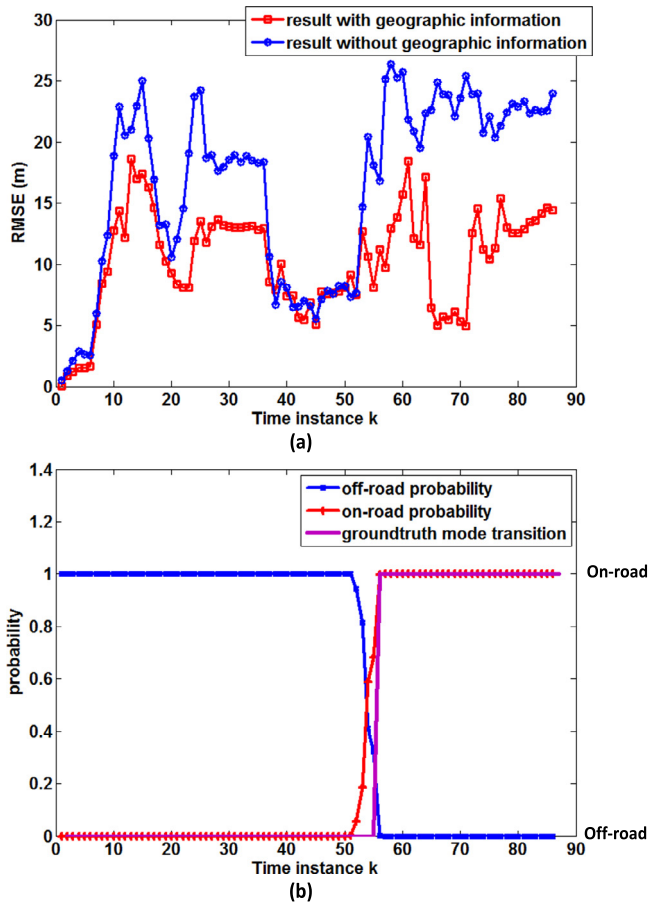 result with geographic information
result without geographic information
30
25
20
15
10
5
0
RMSE (m)
0 10 20 30 40 50 60 70 80 90
Time instance k
(a)
off-road probability
on-road probability
groundtruth mode transition
1.4
1.2
1
0.8
0.6
0.4
0.2
0
probability
On-road
Off-road
0 10 20 30 40 50 60 70 80 90
Time instance k
(b)